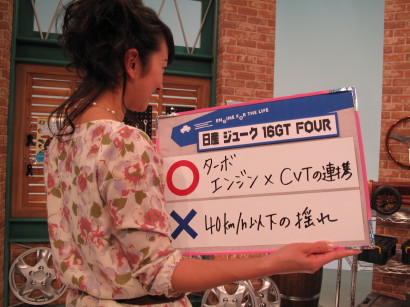 ENGINE FOR THE LIFE
日産 ジューク 16GT FOUR
○ ターボ
エンジン×CVTの連携
× 40km/h以下の揺れ